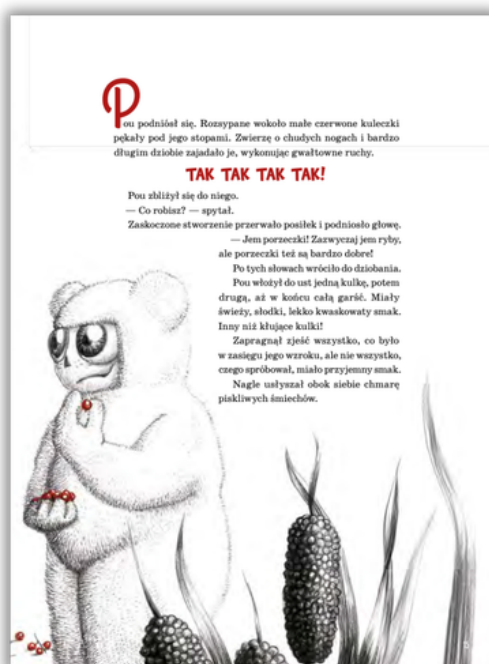 Pou podniósł się. Rozsypane wokoło małe czerwone kuleczki
pękały pod jego stopami. Zwierzę o chudych nogach i bardzo
długim dziobie zajadało je, wykonując gwałtowne ruchy.
TAK TAK TAK TAK!
Pou zbliżył się do niego.
— Co robisz? — spytał.
Zaskoczone stworzenie przerwało posiłek i podniosło głowę.
— Jem porzeczki! Zazwyczaj jem ryby,
ale porzeczki też są bardzo dobre!
Po tych słowach wróciło do dziobania.
Pou włożył do ust jedną kulkę, potem
drugą, aż w końcu całą garść. Miały
świeży, słodki, lekko kwaskowaty smak.
Inny niż kłujące kulki!
Zapragnął zjeść wszystko, co było
w zasięgu jego wzroku, ale nie wszystko,
czego spróbował, miało przyjemny smak.
Nagle usłyszał obok siebie chmarę
piskliwych śmiechów.